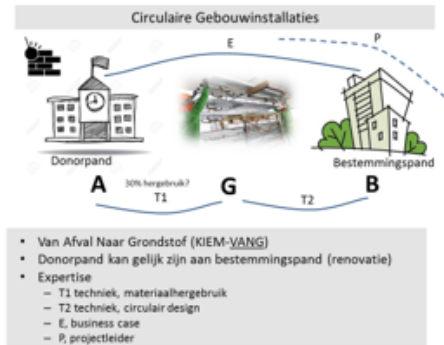 Circulaire Gebouwinstallaties
E
P
Donorpand
Bestemmingspand
A
30% hergebruik?
G
B
T1
T2
• Van Afval Naar Grondstof (KIEM-VANG)
• Donorpand kan gelijk zijn aan bestemmingspand (renovatie)
• Expertise
– T1 techniek, materiaalhergebruik
– T2 techniek, circulair design
– E, business case
– P, projectleider